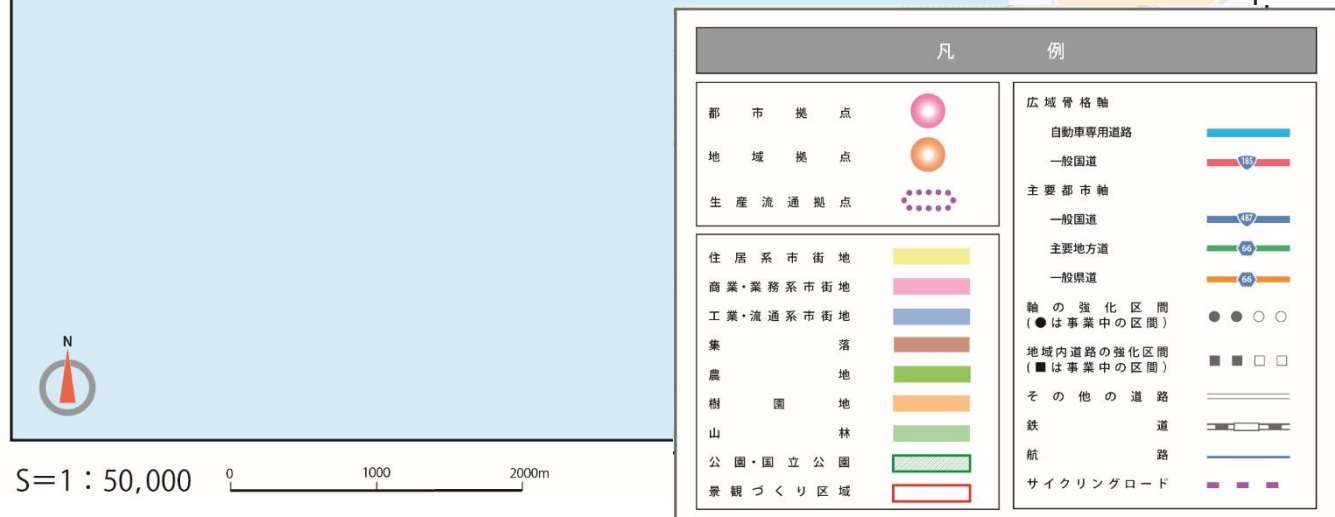 凡例
都市拠点
地域拠点
生産流通拠点
住居系市街地
商業・業務系市街地
工業・流通系市街地
集落
農地
樹園地
山林
公園・国立公園
景観づくり区域
広域骨格軸
自動車専用道路
一般国道
185
主要都市軸
一般国道
487
主要地方道
66
一般県道
66
軸の強化区間
(●は事業中の区間)
地域内道路の強化区間
(■は事業中の区間)
その他の道路
鉄道
航路
サイクリングロード
N
S=1：50,000
0 1000 2000m